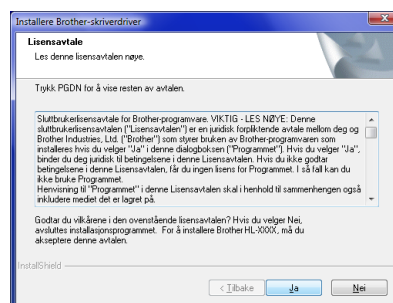 Installere Brother-skriverdriver
Lisensavtale
Les denne lisensavtalen nøye.
Trykk PGDN for å vise resten av avtalen.
Sluttbrukerlisensavtale for Brother-programvare. VIKTIG - LES NØYE: Denne
sluttbrukerlisensavtalen ("Lisensavtalen") er en juridisk forpliktende avtale mellom deg og
Brother Industries, Ltd. ("Brother") som styrer bruken av Brother-programvaren som
installeres hvis du velger "Ja" i denne dialogboksen ("Programmet"). Hvis du velger "Ja",
binder du deg juridisk til betingelsene i denne Lisensavtalen. Hvis du ikke godtar
betingelsene i denne Lisensavtalen, får du ingen lisens for Programmet. I så fall kan du
ikke bruke Programmet.
Henvisning til "Programmet" i denne Lisensavtalen skal i henhold til sammenhengen også
inkludere mediet det er lagret på.
Godtar du vilkårene i den ovenstående lisensavtalen? Hvis du velger Nei,
avsluttes installasjonsprogrammet. For å installere Brother HL-XXXX, må du
akseptere denne avtalen.
InstallShield
< Tilbake
Ja
Nei